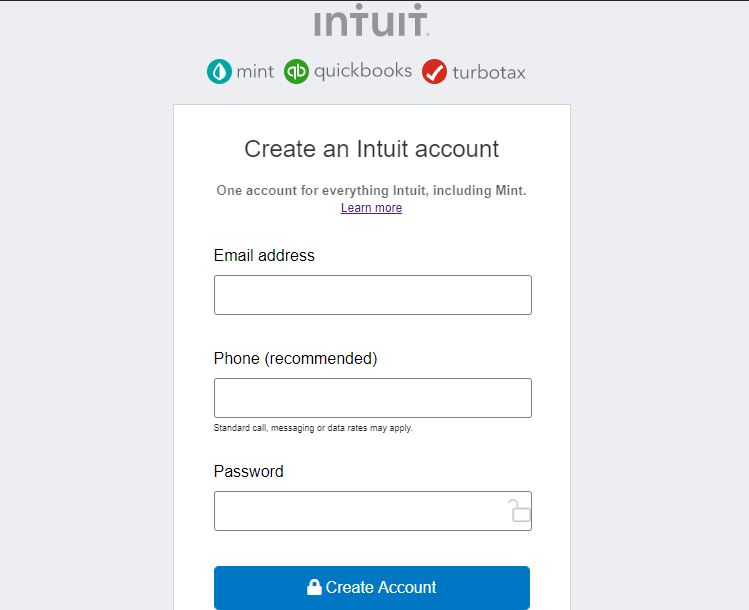 intuit.
mint quickbooks turbotax
Create an Intuit account
One account for everything Intuit, including Mint.
Learn more
Email address
Phone (recommended)
Standard call, messaging or data rates may apply.
Password
Create Account